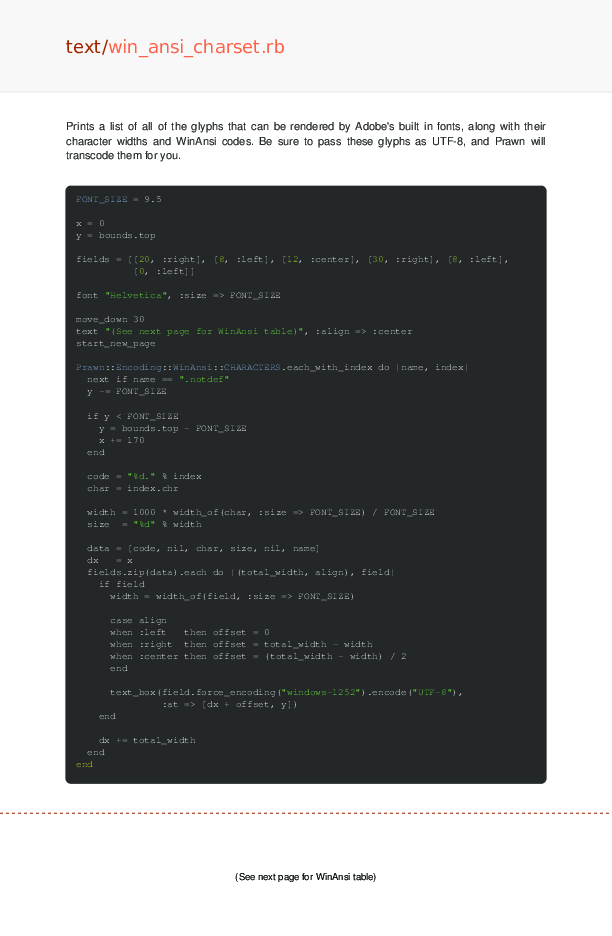 text/win_ansi_charset.rb
Prints a list of all of the glyphs that can be rendered by Adobe's built in fonts, along with their
character widths and WinAnsi codes. Be sure to pass these glyphs as UTF-8, and Prawn will
transcode them for you.
FONT_SIZE = 9.5
x = 0
y = bounds.top
fields = [[20, :right], [8, :left], [12, :center], [30, :right], [8, :left],
[0, :left]]
font "Helvetica", :size => FONT_SIZE
move_down 30
text "(See next page for WinAnsi table)", :align => :center
start_new_page
Prawn::Encoding::WinAnsi::CHARACTERS.each_with_index do |name, index|
next if name == ".notdef"
y -= FONT_SIZE
if y < FONT_SIZE
y = bounds.top - FONT_SIZE
x += 170
end
code = "%d." % index
char = index.chr
width = 1000 * width_of(char, :size => FONT_SIZE) / FONT_SIZE
size  = "%d" % width
data = [code, nil, char, size, nil, name]
dx   = x
fields.zip(data).each do |(total_width, align), field|
if field
width = width_of(field, :size => FONT_SIZE)
case align
when :left   then offset = 0
when :right  then offset = total_width - width
when :center then offset = (total_width - width) / 2
end
text_box(field.force_encoding("windows-1252").encode("UTF-8"),
:at => [dx + offset, y])
end
dx += total_width
end
end
(See next page for WinAnsi table)